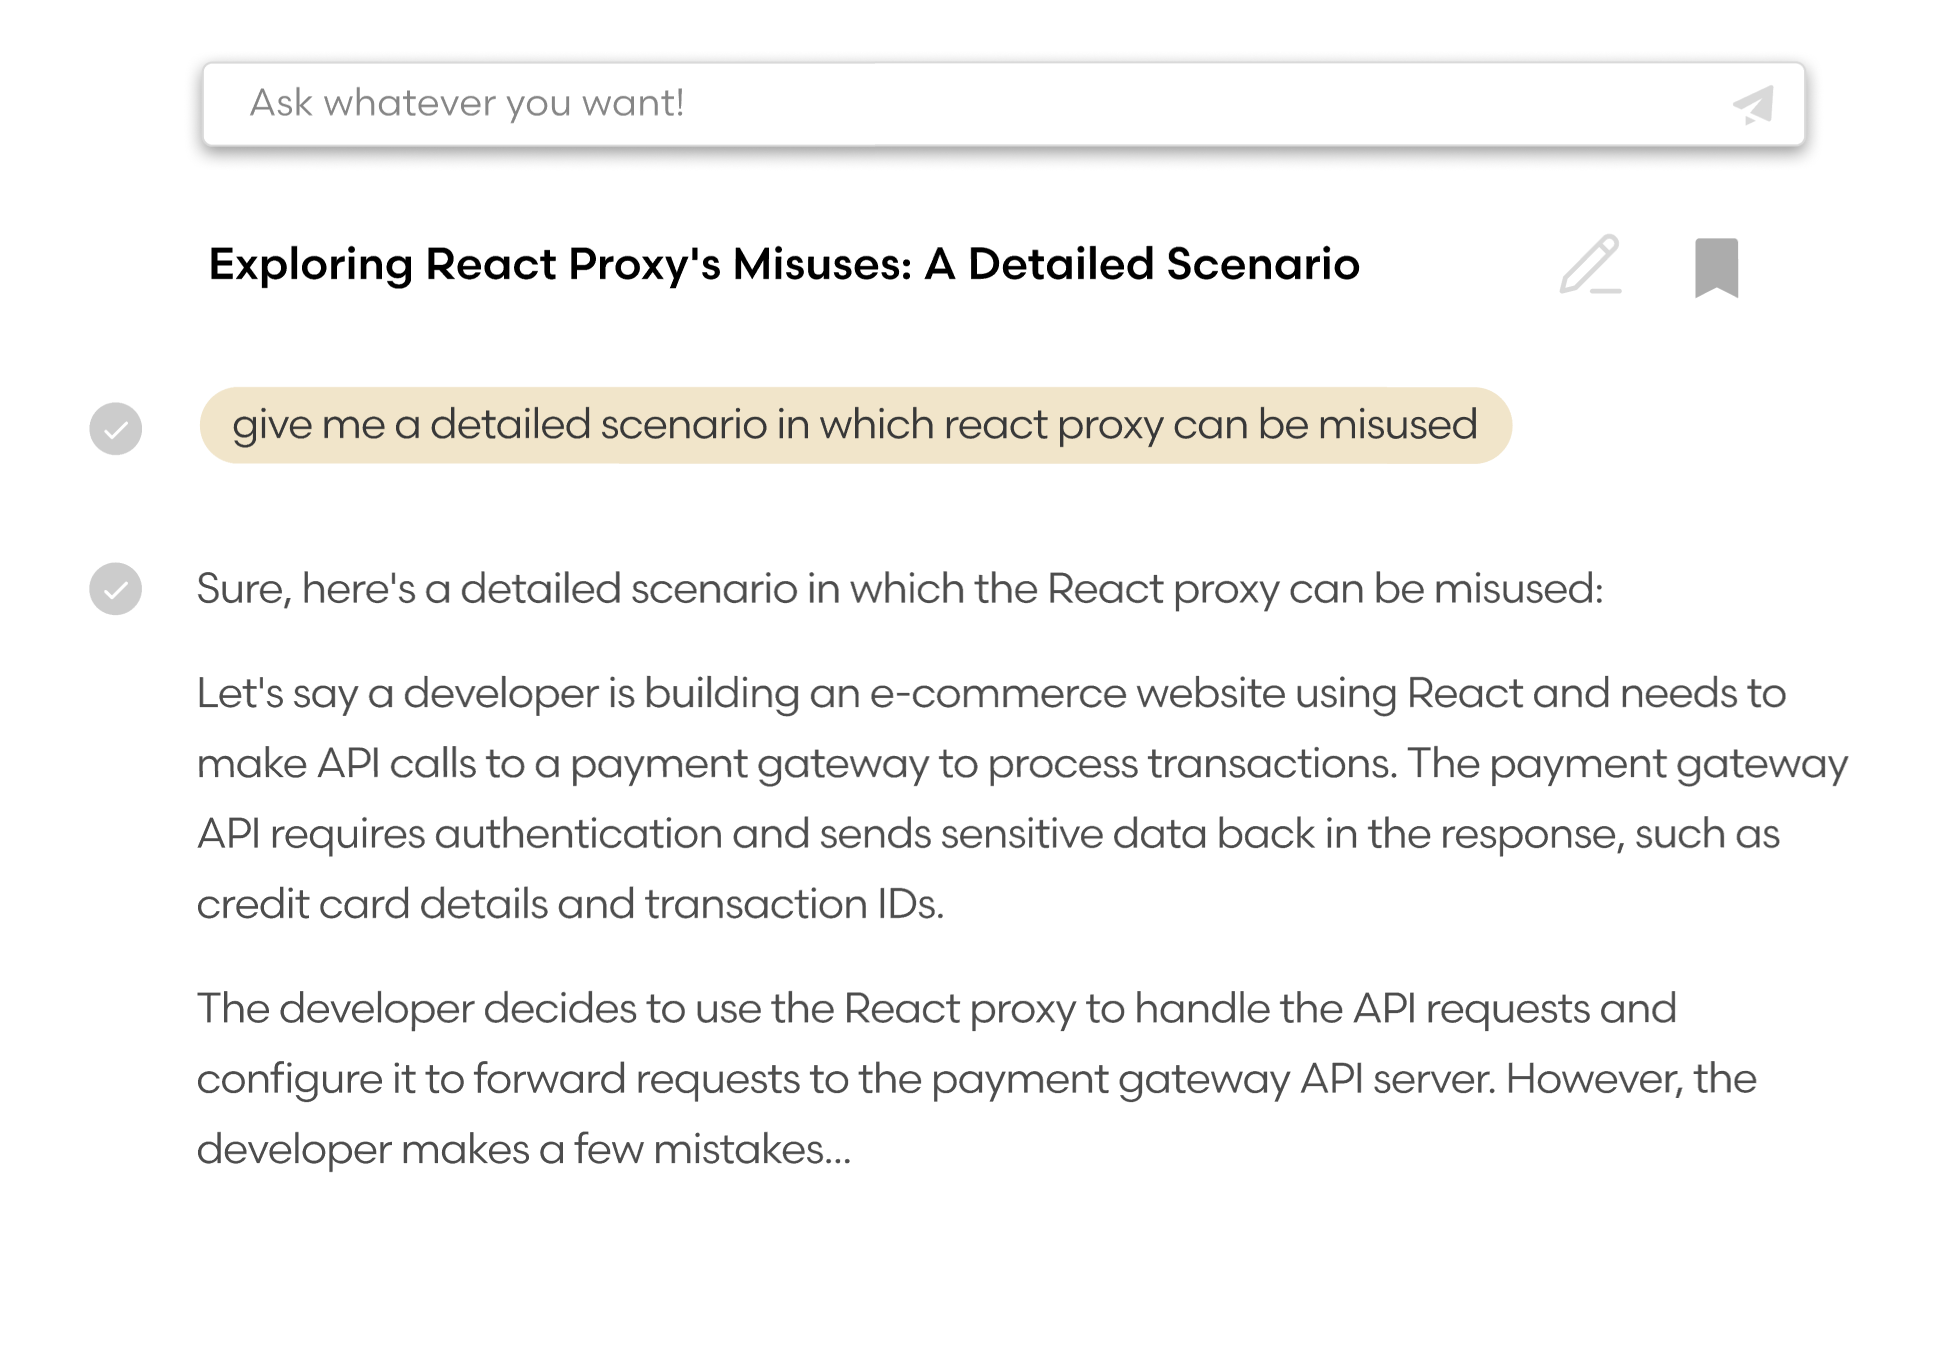 Ask whatever you want!
Exploring React Proxy's Misuses: A Detailed Scenario
give me a detailed scenario in which react proxy can be misused
Sure, here's a detailed scenario in which the React proxy can be misused:
Let's say a developer is building an e-commerce website using React and needs to
make API calls to a payment gateway to process transactions. The payment gateway
API requires authentication and sends sensitive data back in the response, such as
credit card details and transaction IDs.
The developer decides to use the React proxy to handle the API requests and
configure it to forward requests to the payment gateway API server. However, the
developer makes a few mistakes...